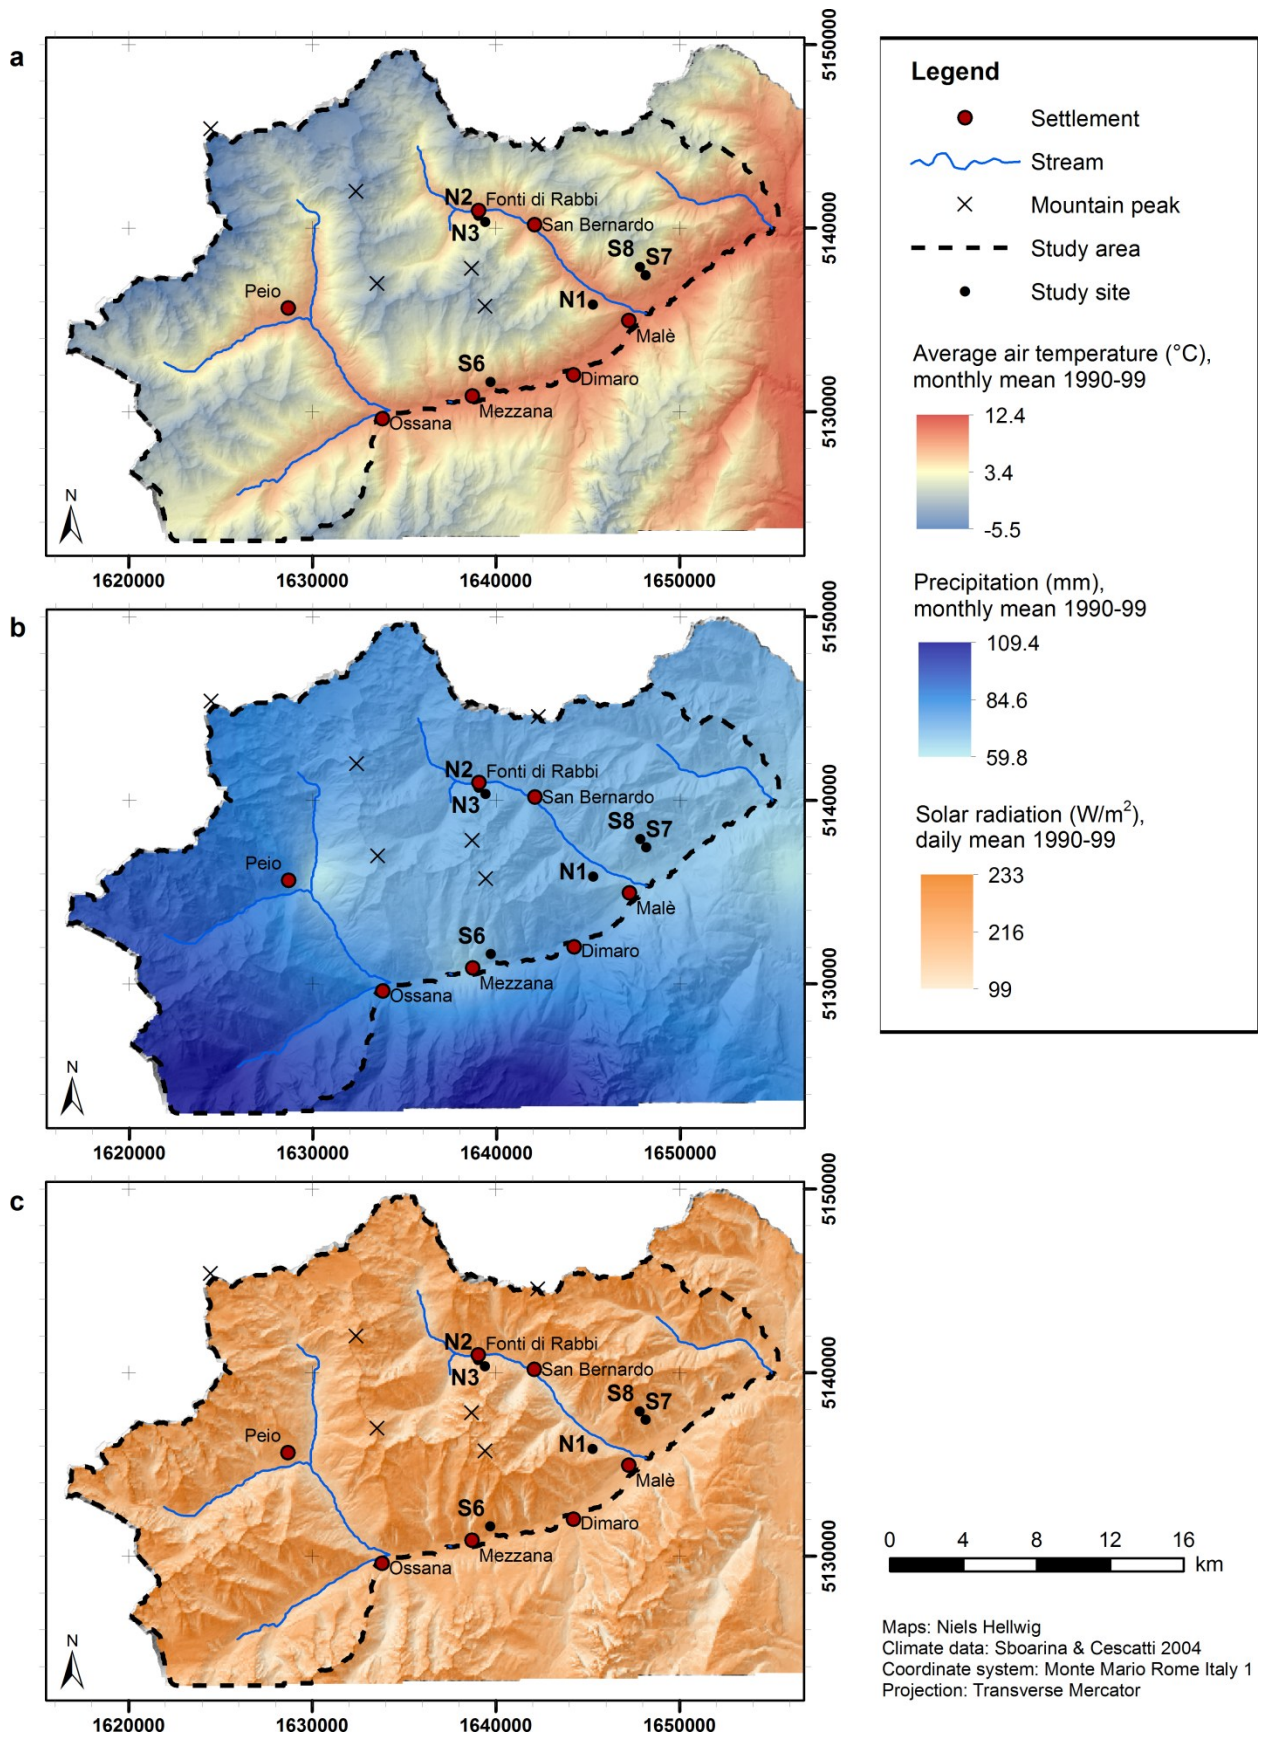 a
5150000
5140000
5130000
N2
Fonti di Rabbi
N3
San Bernardo
S8
S7
Peio
N1
Malè
S6
Dimaro
Mezzana
Ossana
N
1620000
1630000
1640000
1650000
b
5150000
5140000
5130000
N2
Fonti di Rabbi
N3
San Bernardo
S8
S7
Peio
N1
Malè
S6
Dimaro
Mezzana
Ossana
N
1620000
1630000
1640000
1650000
c
5150000
5140000
5130000
N2
Fonti di Rabbi
N3
San Bernardo
S8
S7
Peio
N1
Malè
S6
Dimaro
Mezzana
Ossana
N
1620000
1630000
1640000
1650000
Legend
Settlement
Stream
Mountain peak
Study area
Study site
Average air temperature (°C),
monthly mean 1990-99
12.4
3.4
-5.5
Precipitation (mm),
monthly mean 1990-99
109.4
84.6
59.8
Solar radiation (W/m²),
daily mean 1990-99
233
216
99
0 4 8 12 16
km
Maps: Niels Hellwig
Climate data: Sboarina & Cescatti 2004
Coordinate system: Monte Mario Rome Italy 1
Projection: Transverse Mercator